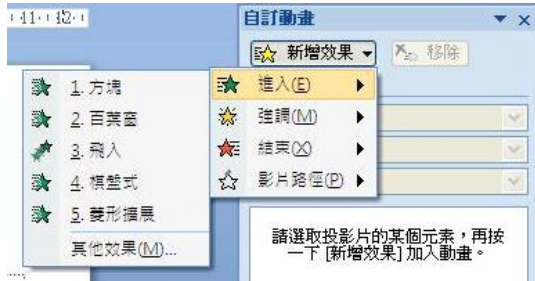 11 12
自訂動畫
新增效果
移除
進入(E)
強調(M)
結束(X)
影片路徑(P)
1. 方塊
2. 百葉窗
3. 飛入
4. 棋盤式
5. 菱形擴展
其他效果(M)...
請選取投影片的某個元素，再按
一下 [新增效果] 加入動畫。